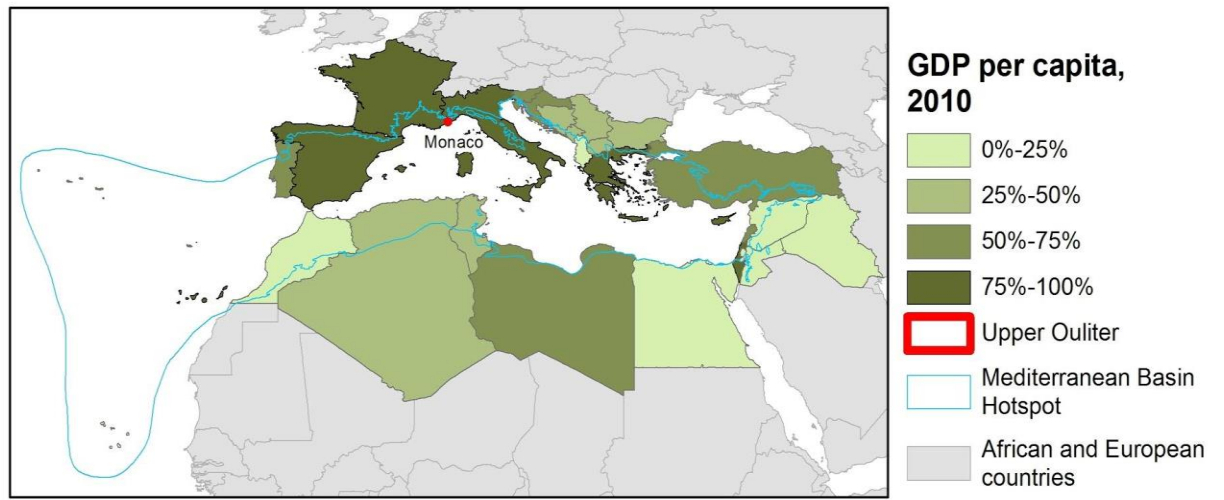 Monaco
GDP per capita,
2010
0%-25%
25%-50%
50%-75%
75%-100%
Upper Ouliter
Mediterranean Basin
Hotspot
African and European
countries